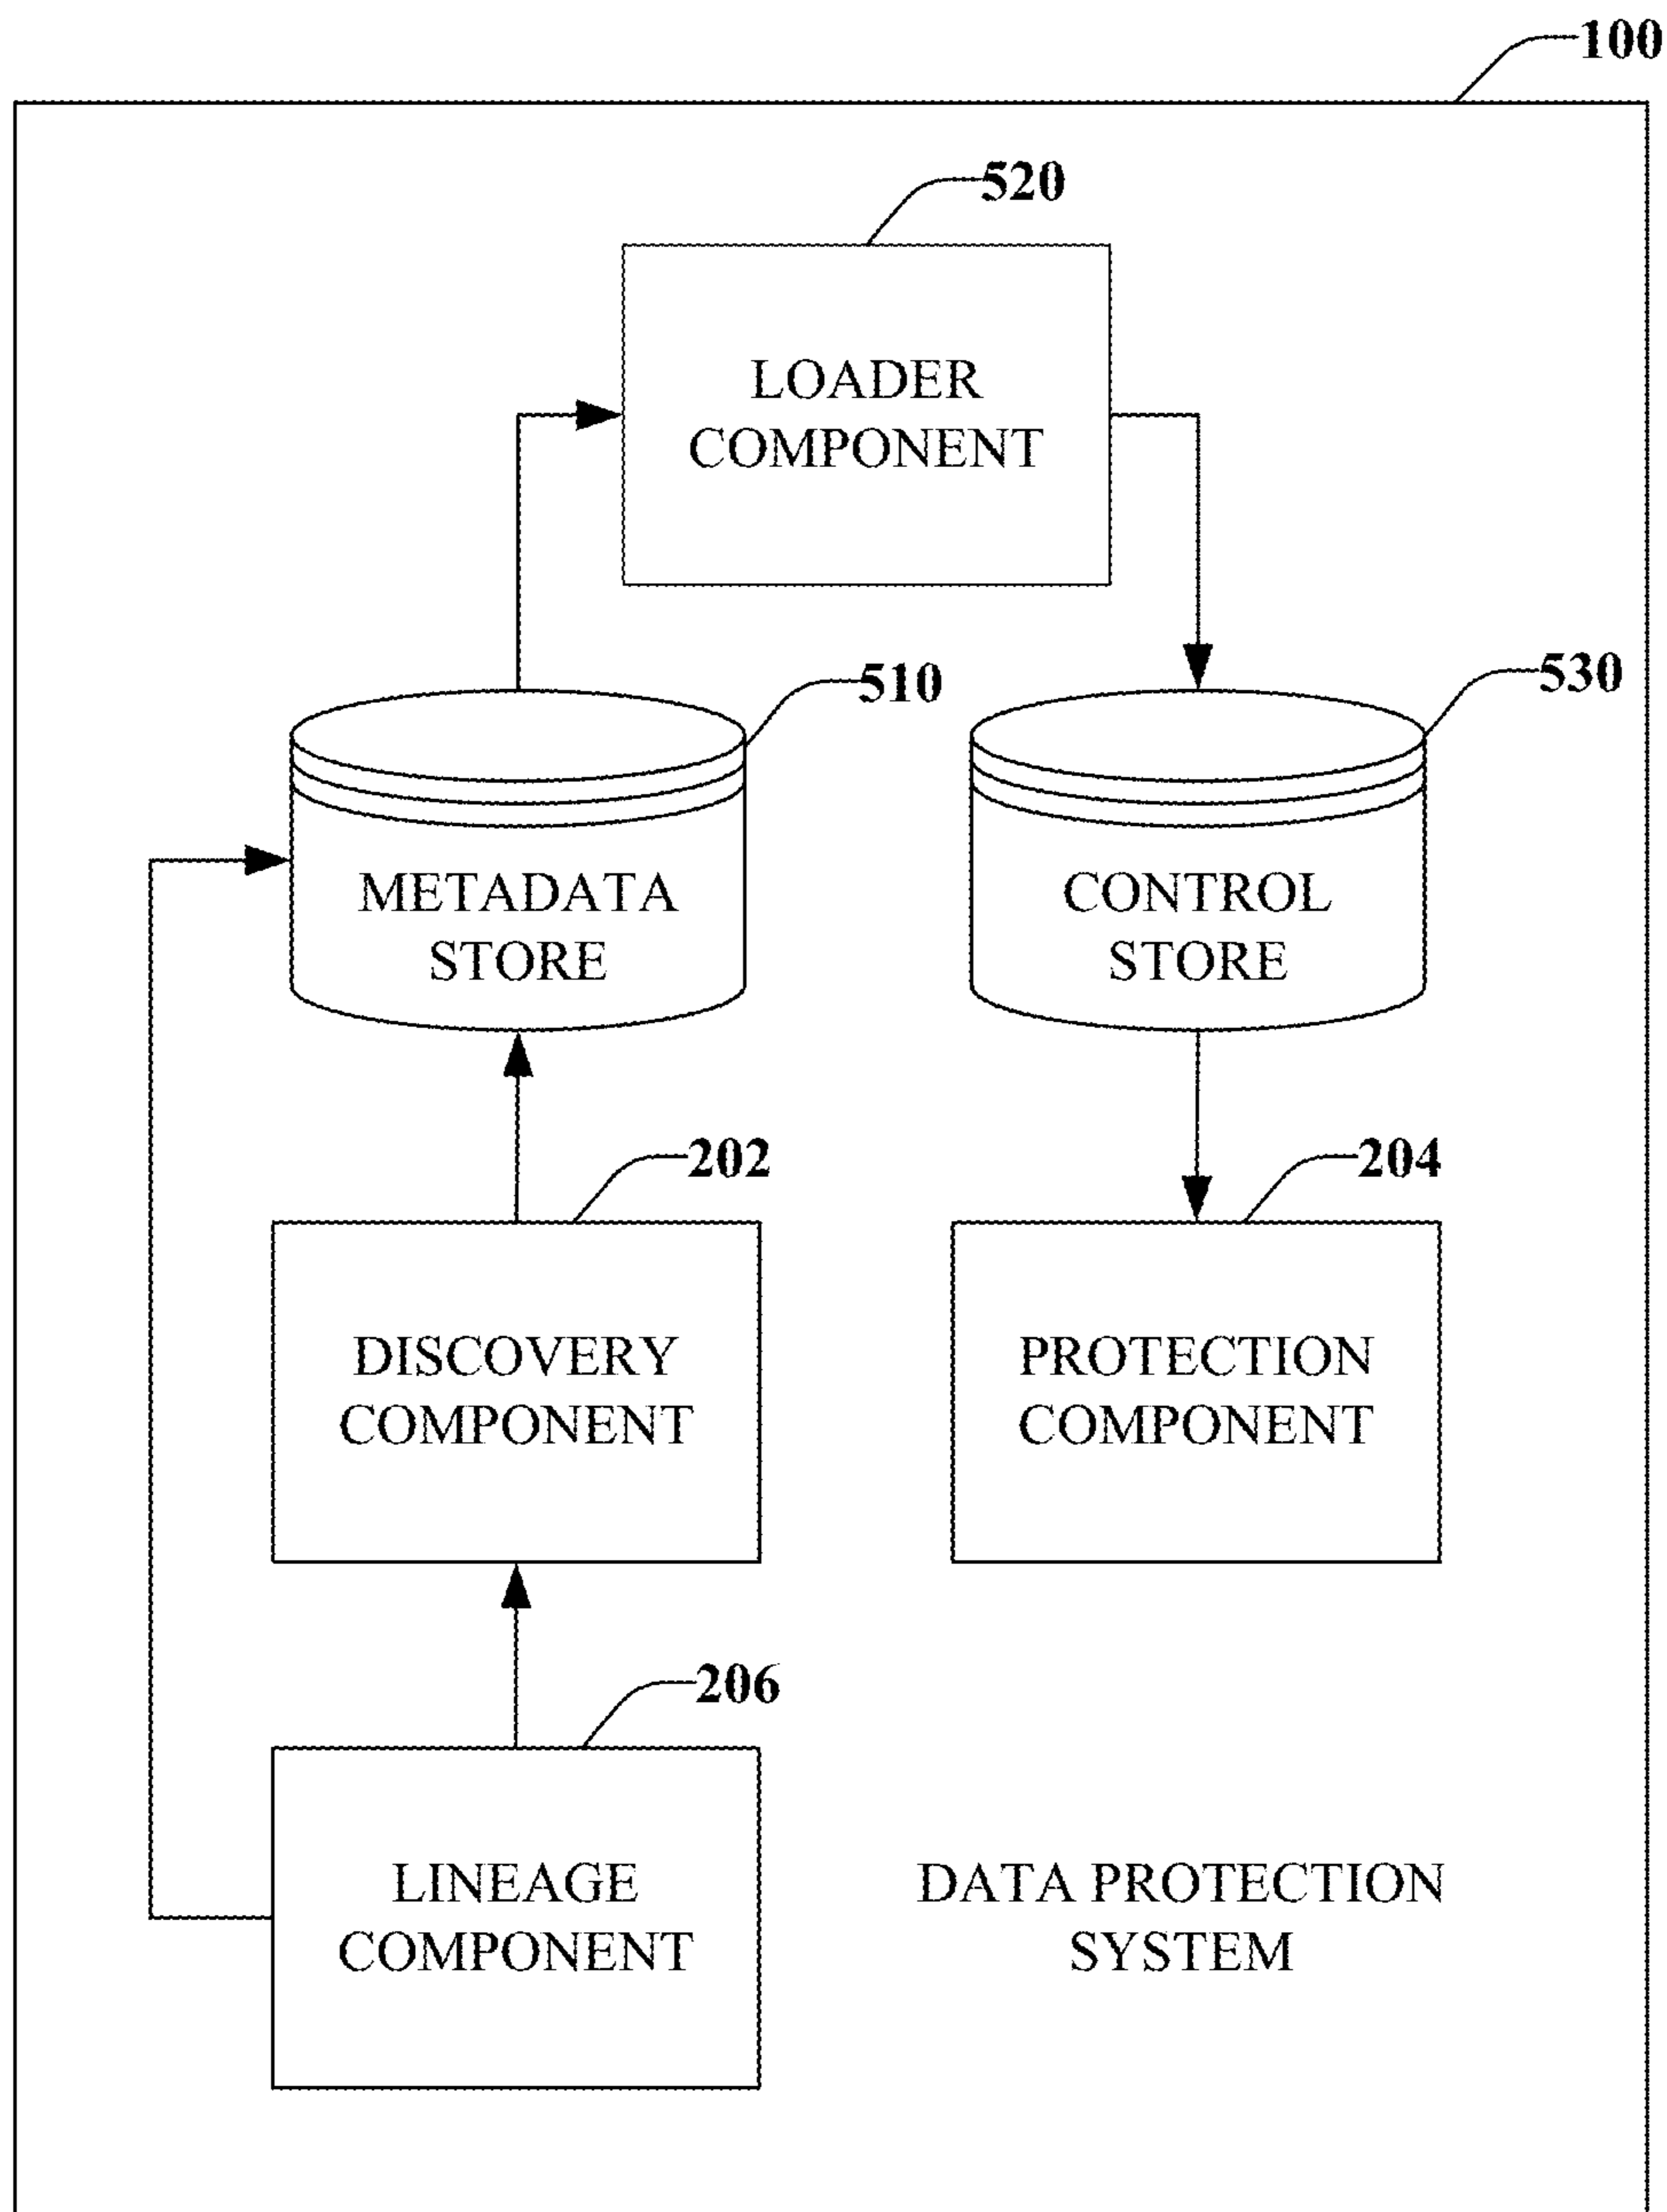 100
520
LOADER
COMPONENT
510
530
METADATA
STORE
CONTROL
STORE
202
204
DISCOVERY
COMPONENT
PROTECTION
COMPONENT
206
LINEAGE
COMPONENT
DATA PROTECTION
SYSTEM